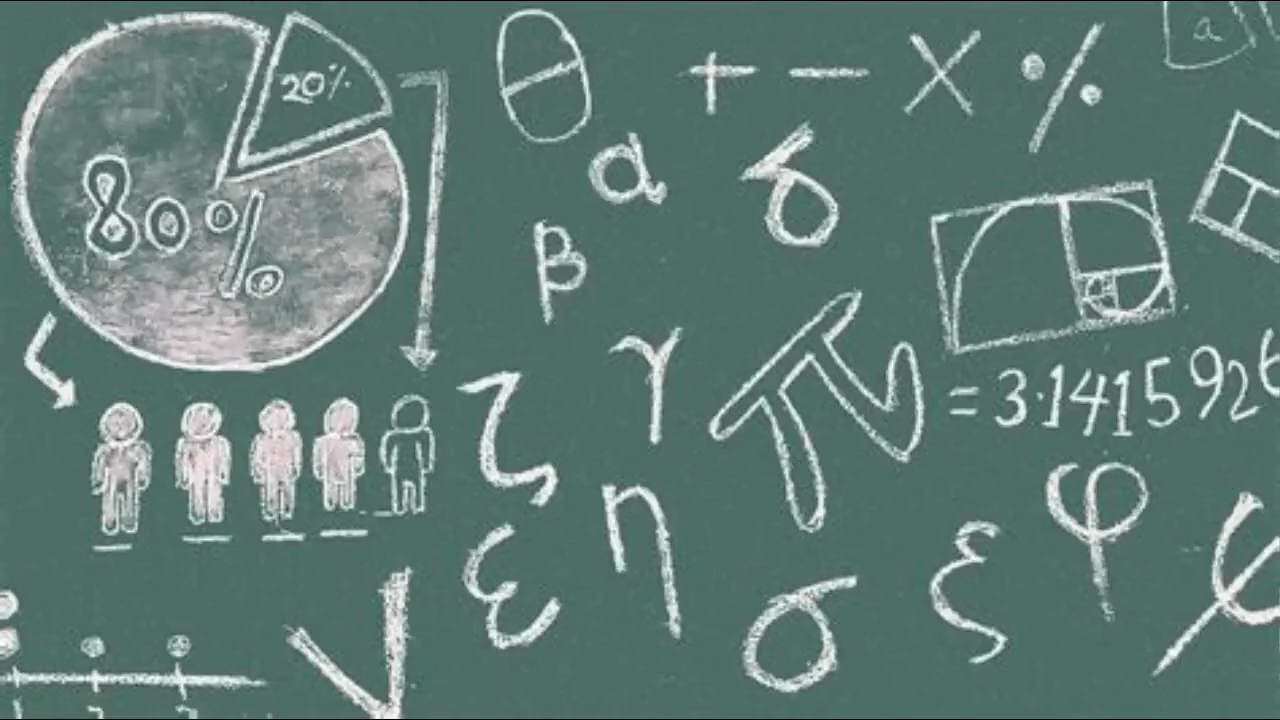 20%
80%
θ + − × %
a
α δ
β
γ
π = 3.1415926
ζ
η
φ
ε
σ ξ ψ